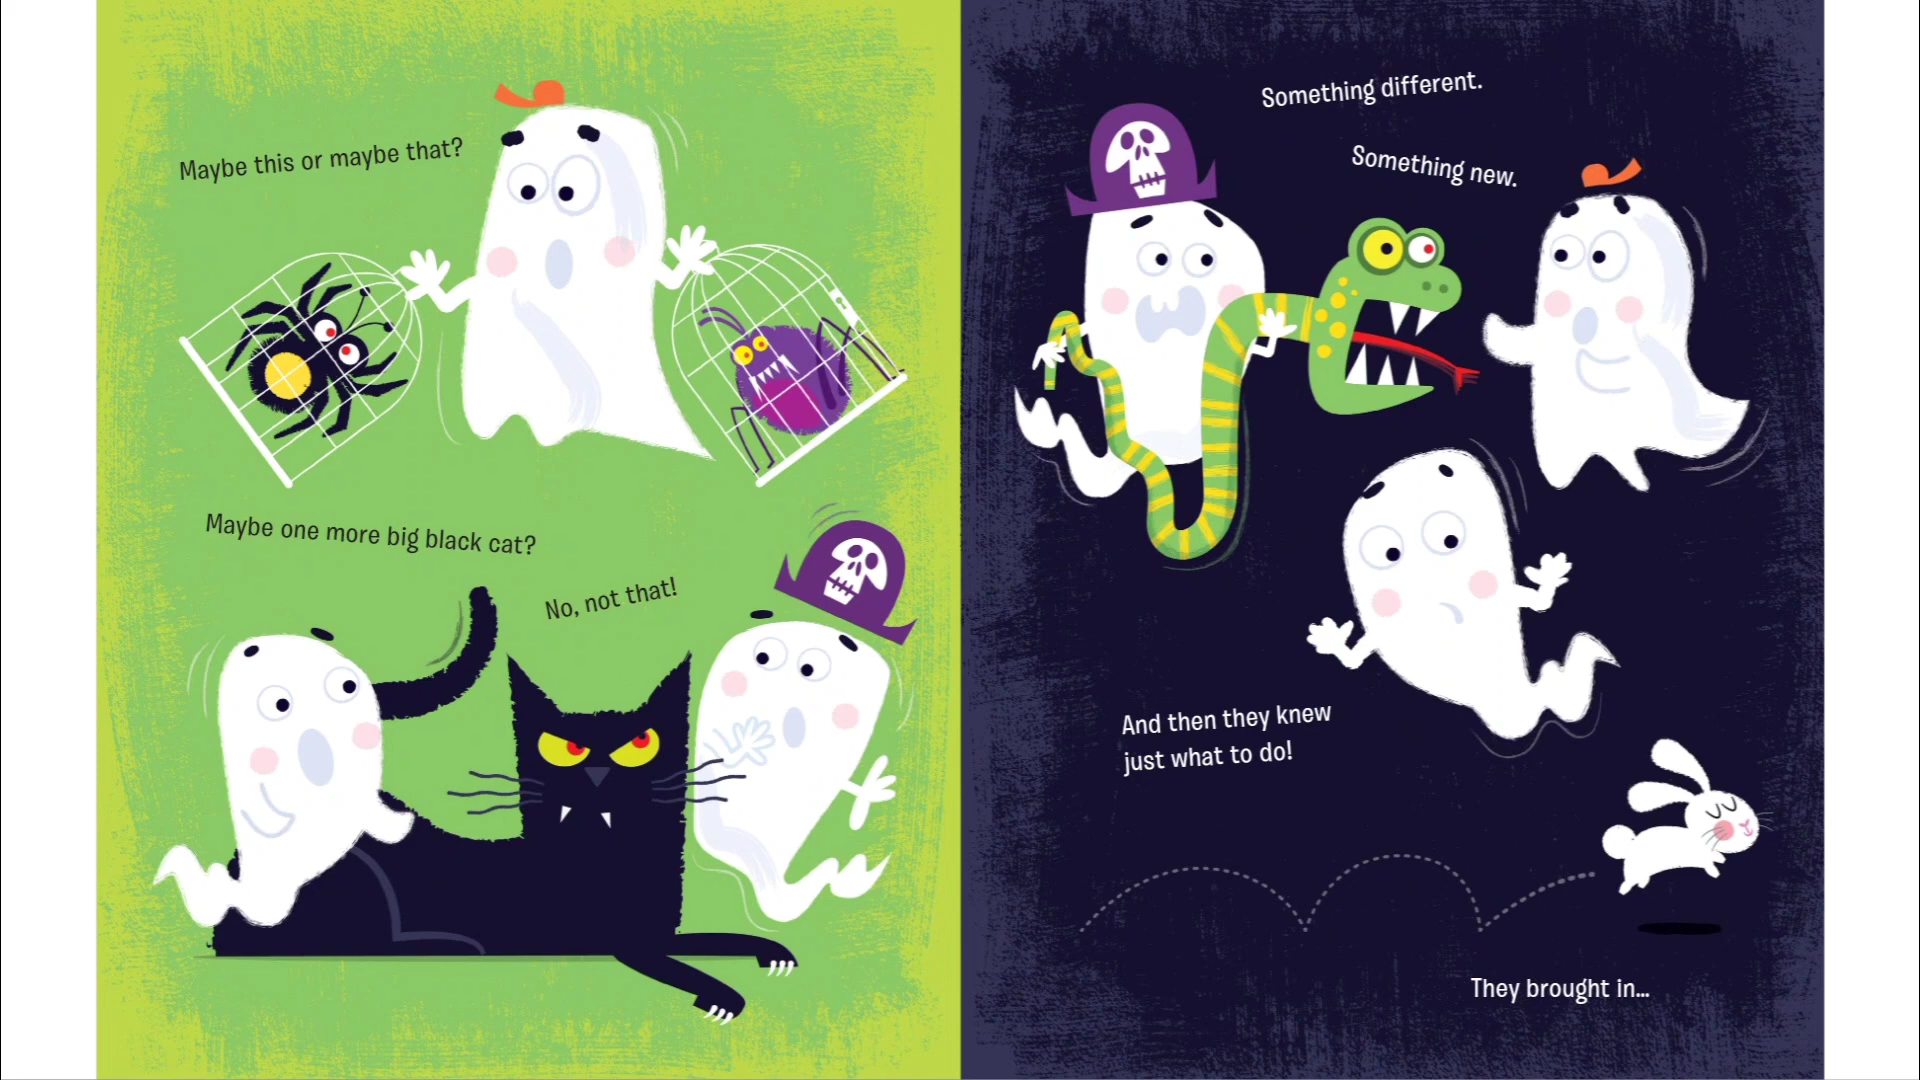 Maybe this or maybe that?
Maybe one more big black cat?
No, not that!
Something different.
Something new.
And then they knew
just what to do!
They brought in...